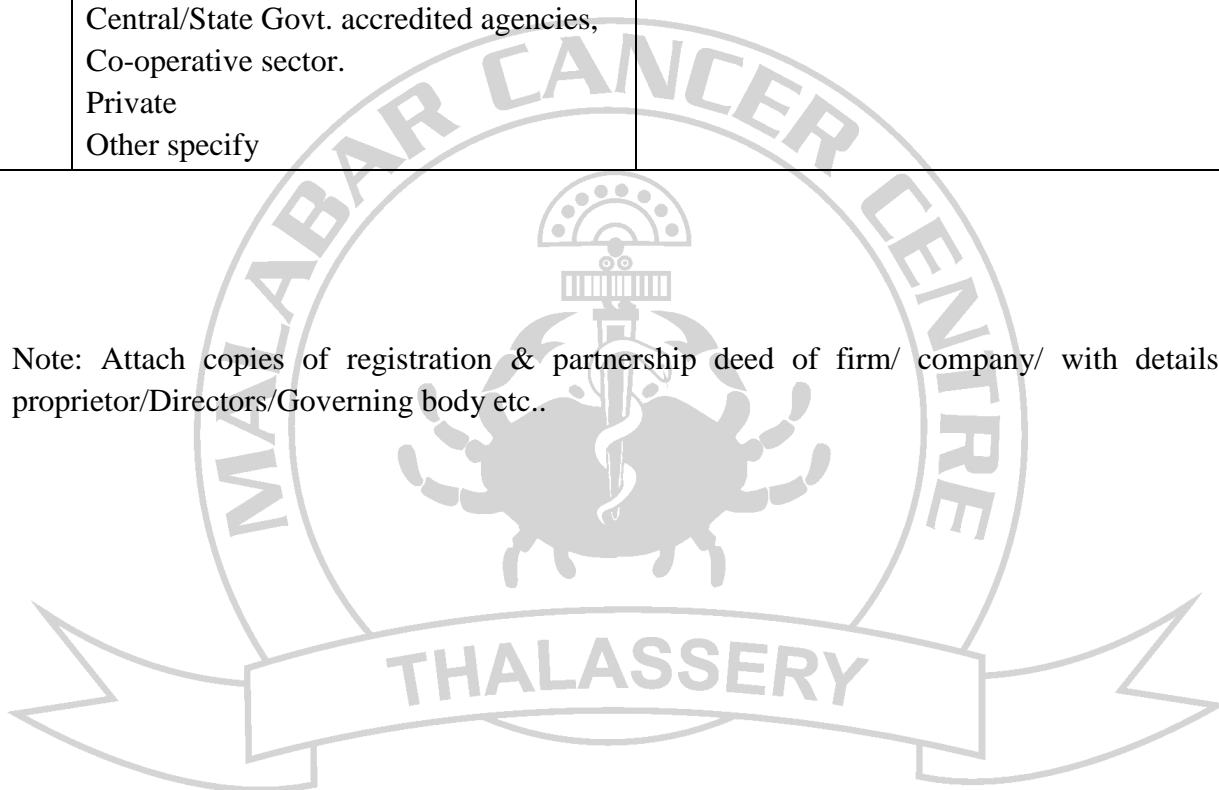 Central/State Govt. accredited agencies,
Co-operative sector.
Private
Other specify
MALABAR CANCER CENTRE
Note: Attach copies of registration & partnership deed of firm/ company/ with details
proprietor/Directors/Governing body etc..
THALASSERY